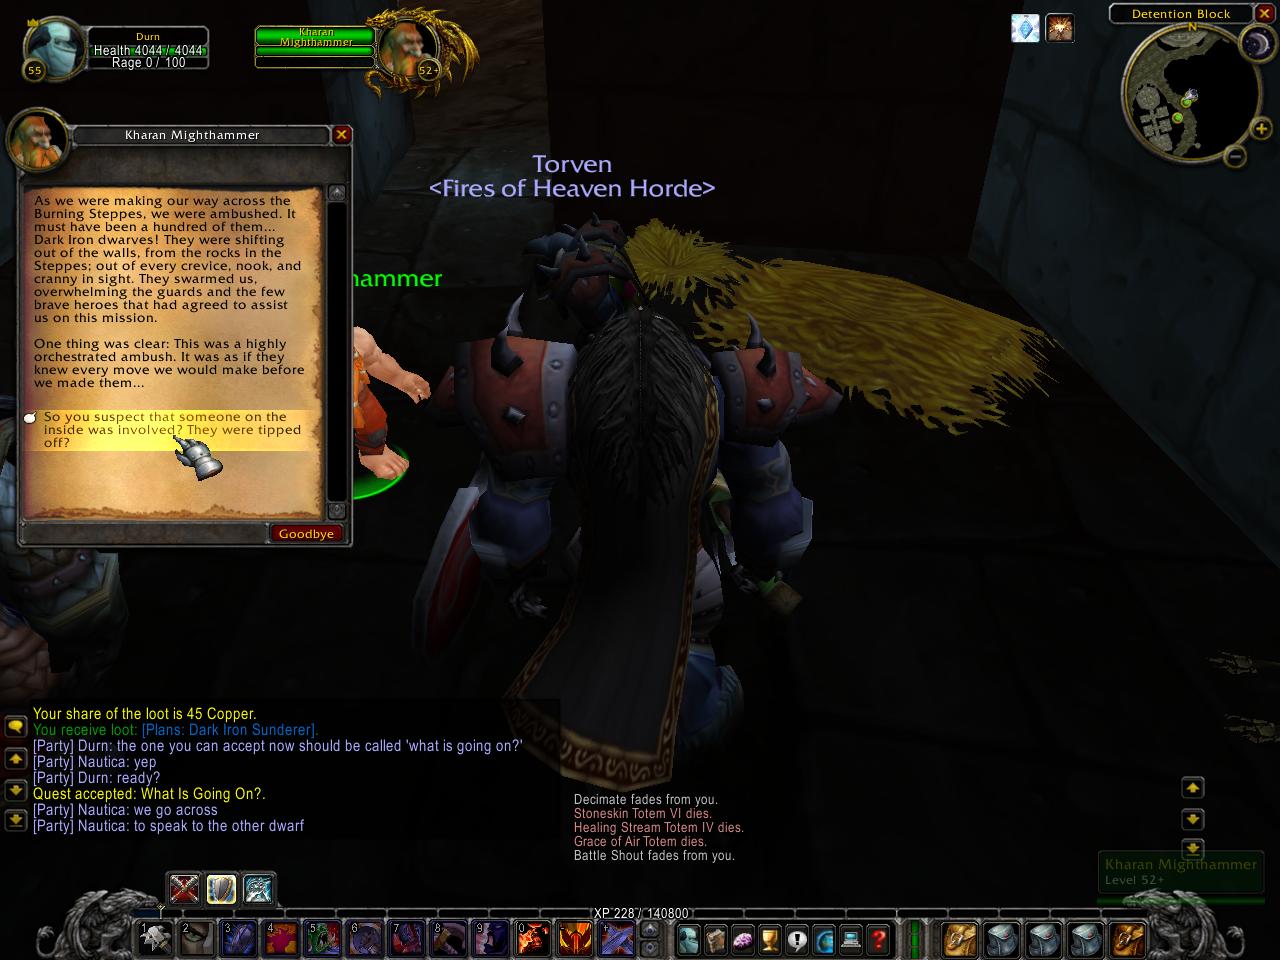 Durn
Health 4044 / 4044
Rage 0 / 100
55
Kharan
Mighthammer
52+
Detention Block
N
Kharan Mighthammer
As we were making our way across the
Burning Steppes, we were ambushed. It
must have been a hundred of them...
Dark Iron dwarves! They were shifting
out of the walls, from the rocks in the
Steppes; out of every crevice, nook, and
cranny in sight. They swarmed us,
overwhelming the guards and the few
brave heroes that had agreed to assist
us on this mission.
One thing was clear: This was a highly
orchestrated ambush. It was as if they
knew every move we would make before
we made them...
So you suspect that someone on the
inside was involved? They were tipped
off?
Goodbye
Torven
<Fires of Heaven Horde>
hammer
Your share of the loot is 45 Copper.
You receive loot: [Plans: Dark Iron Sunderer].
[Party] Durn: the one you can accept now should be called 'what is going on?'
[Party] Nautica: yep
[Party] Durn: ready?
Quest accepted: What Is Going On?.
[Party] Nautica: we go across
[Party] Nautica: to speak to the other dwarf
Decimate fades from you.
Stoneskin Totem VI dies.
Healing Stream Totem IV dies.
Grace of Air Totem dies.
Battle Shout fades from you.
Kharan Mighthammer
Level 52+
XP 228 / 140800
1 2 3 4 5 6 7 8 9 0 - +